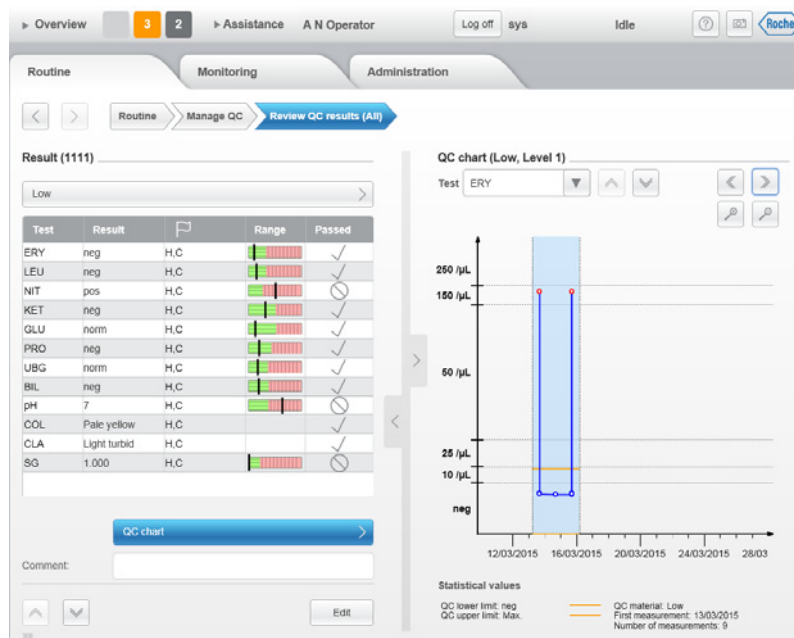 Overview 3 2 Assistance A N Operator Log off sys Idle ? Roche
Routine Monitoring Administration
Routine Manage QC Review QC results (All)
Result (1111)
Low
Test Result Range Passed
ERY neg H,C
LEU neg H,C
NIT pos H,C
KET neg H,C
GLU norm H,C
PRO neg H,C
UBG norm H,C
BIL neg H,C
pH 7 H,C
COL Pale yellow H,C
CLA Light turbid H,C
SG 1.000 H,C
QC chart
Comment:
Edit
QC chart (Low, Level 1)
Test ERY
250 /µL
150 /µL
50 /µL
25 /µL
10 /µL
neg
12/03/2015 16/03/2015 20/03/2015 24/03/2015 28/03
Statistical values
QC lower limit: neg QC material: Low
QC upper limit: Max. First measurement: 13/03/2015
Number of measurements: 9